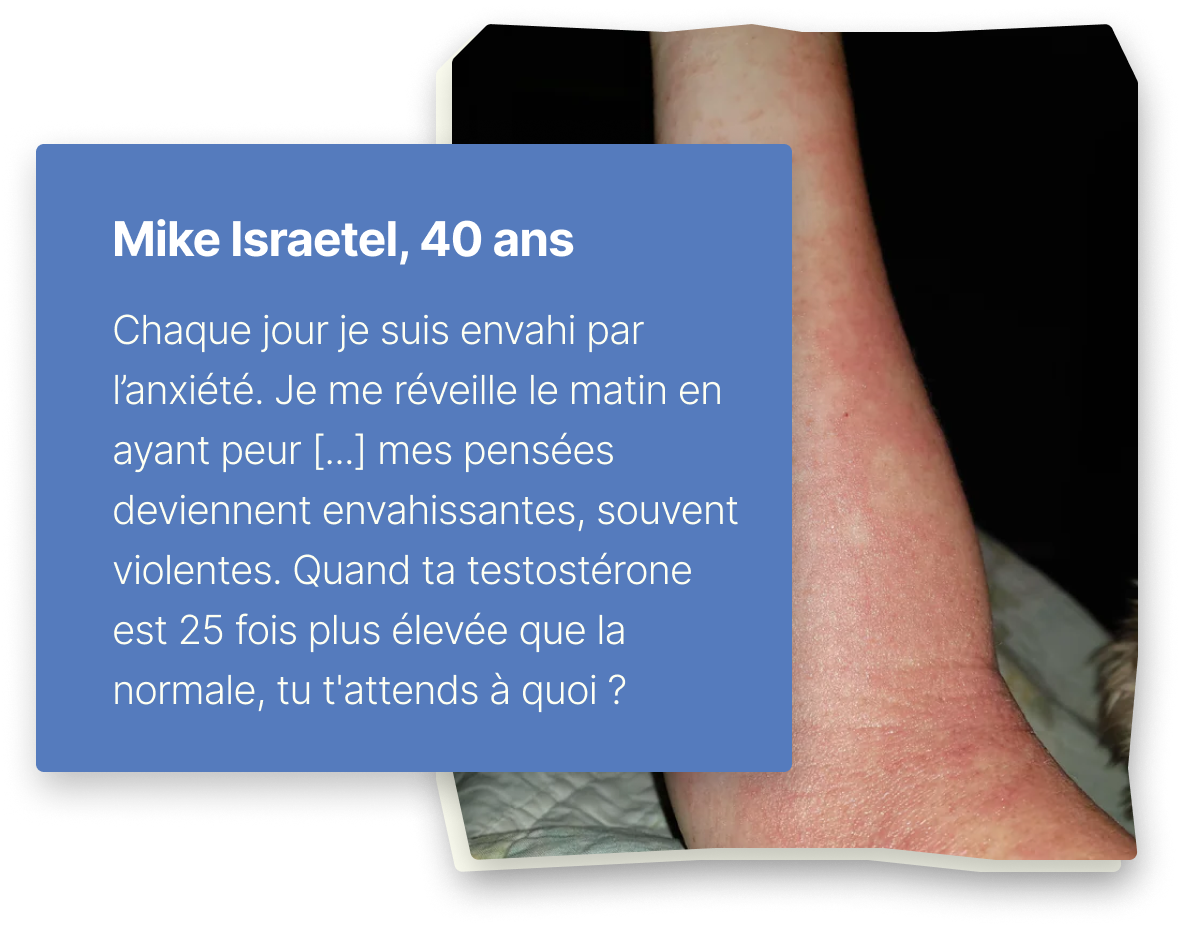 Mike Israetel, 40 ans
Chaque jour je suis envahi par
l’anxiété. Je me réveille le matin en
ayant peur [...] mes pensées
deviennent envahissantes, souvent
violentes. Quand ta testostérone
est 25 fois plus élevée que la
normale, tu t'attends à quoi ?